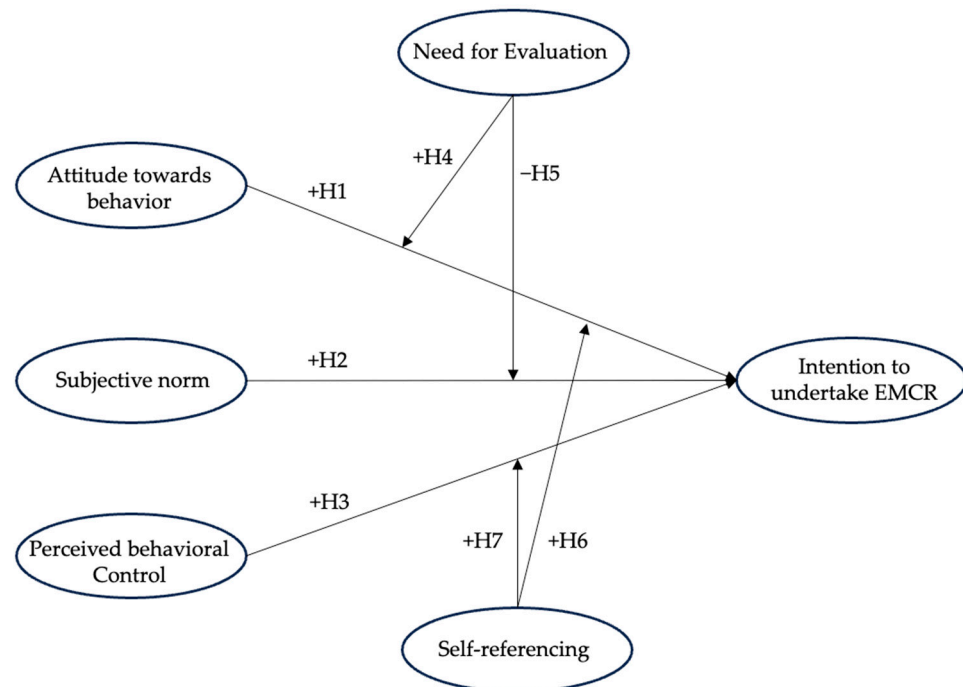 Need for Evaluation
+H4
−H5
Attitude towards
behavior
+H1
Subjective norm
+H2
Intention to
undertake EMCR
+H3
Perceived behavioral
Control
+H7
+H6
Self-referencing